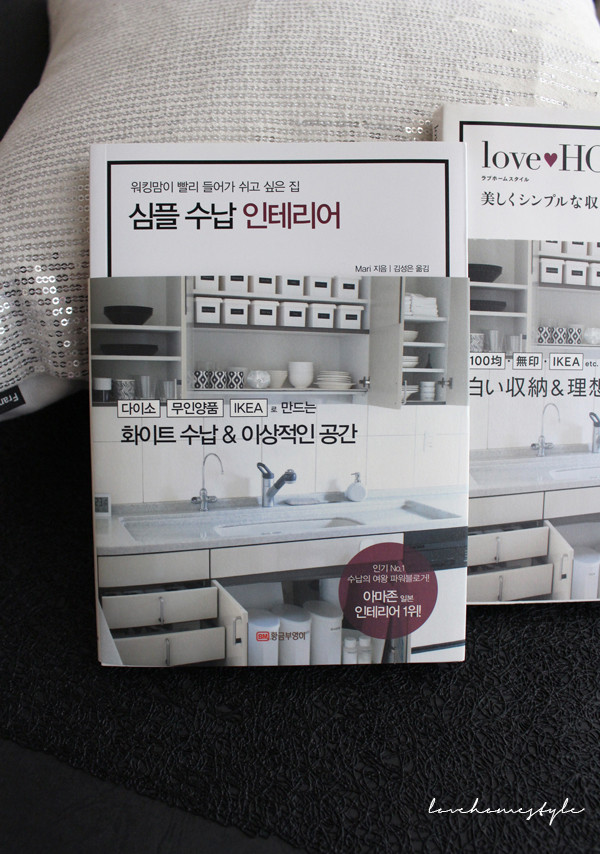 워킹맘이 빨리 들어가 쉬고 싶은 집
심플 수납 인테리어
Mari 지음 | 김성은 옮김
다이소 무인양품 IKEA 로 만드는
화이트 수납 & 이상적인 공간
인기 No.1
수납의 여왕 파워블로거!
아마존 일본
인테리어 1위!
BM 황금부엉이
love♥HO
ラブホームスタイル
美しくシンプルな収
100均・無印・IKEA etc.
白い収納&理想
Fran
lovehomestyle